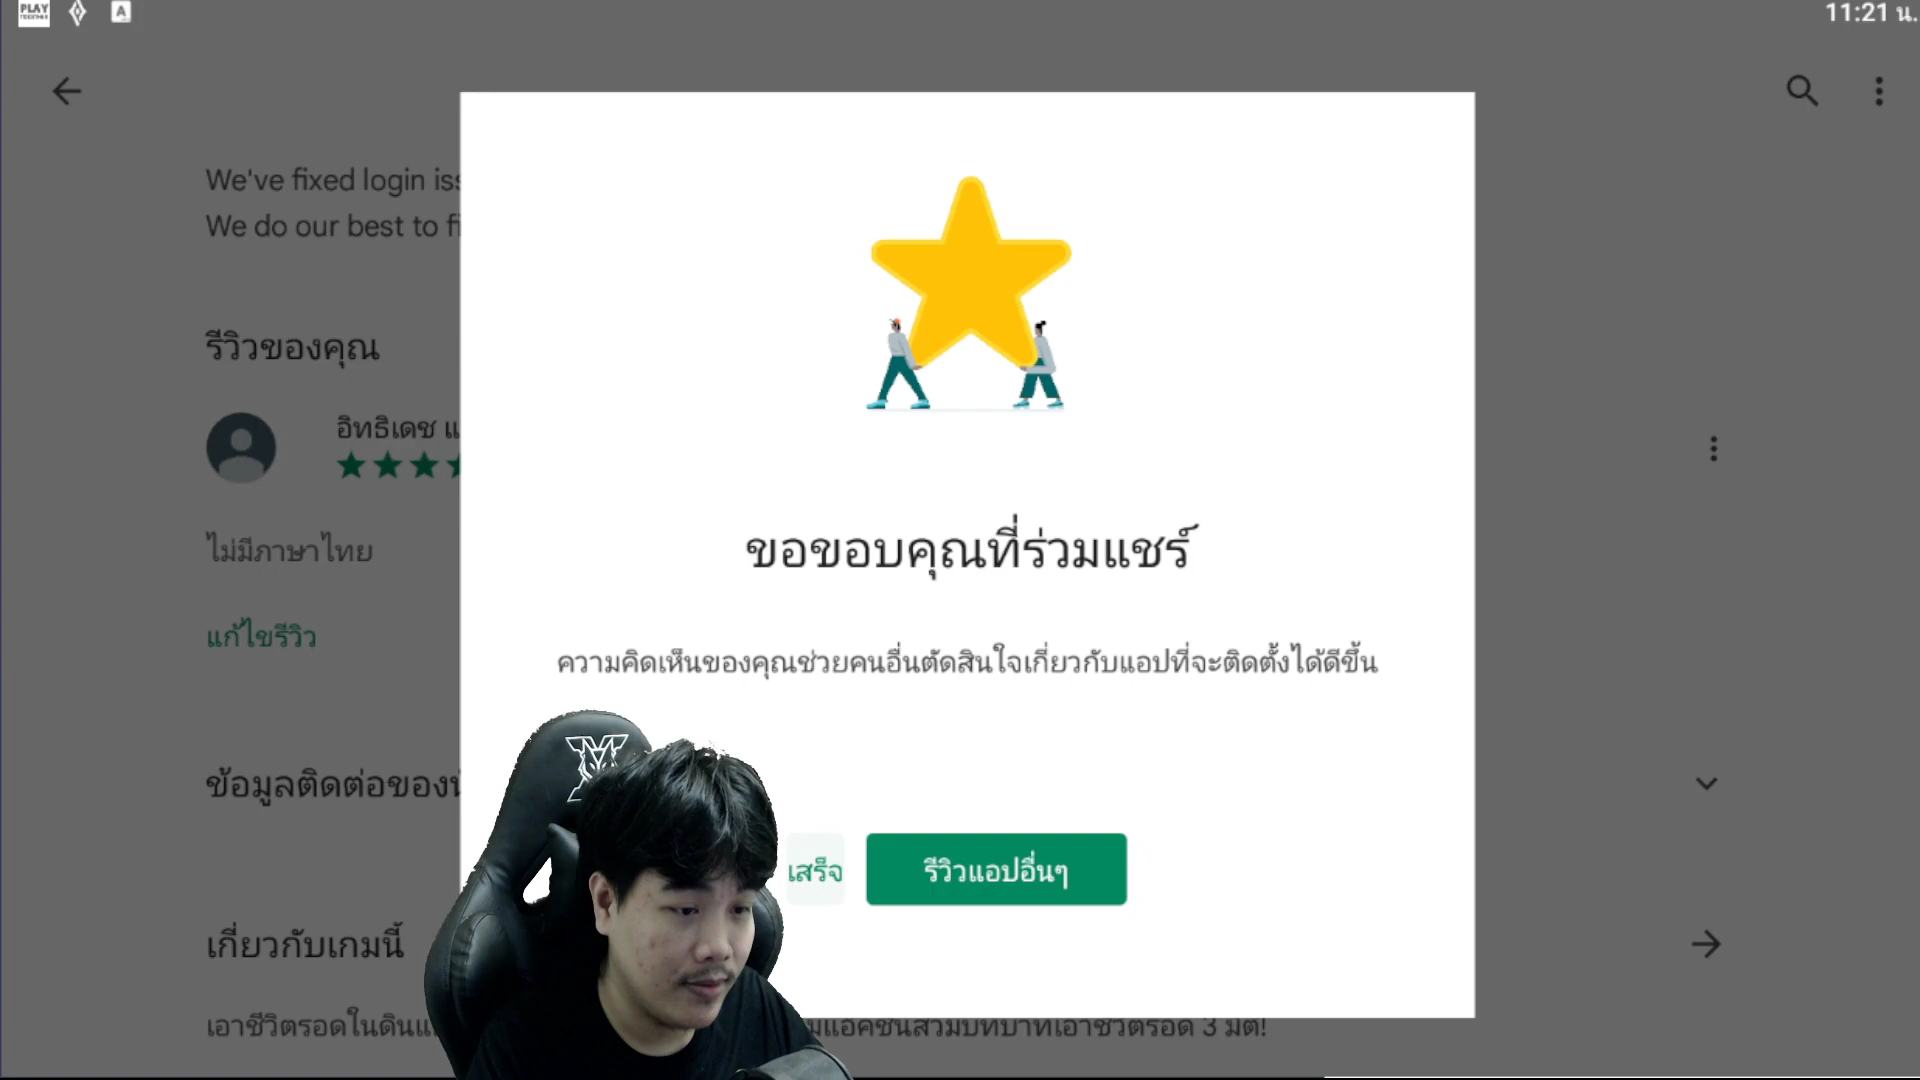 PLAY
TOGETHER
A
11:21 น.
We've fixed login
We do our best to
รีวิวของคุณ
อิทธิเดช
ไม่มีภาษาไทย
แก้ไขรีวิว
ขอขอบคุณที่ร่วมแชร์
ความคิดเห็นของคุณช่วยคนอื่นตัดสินใจเกี่ยวกับแอปที่จะติดตั้งได้ดีขึ้น
ข้อมูลติดต่อของ
เสร็จ
รีวิวแอปอื่นๆ
เกี่ยวกับเกมนี้
เอาชีวิตรอดในดิน
3 มิติ!